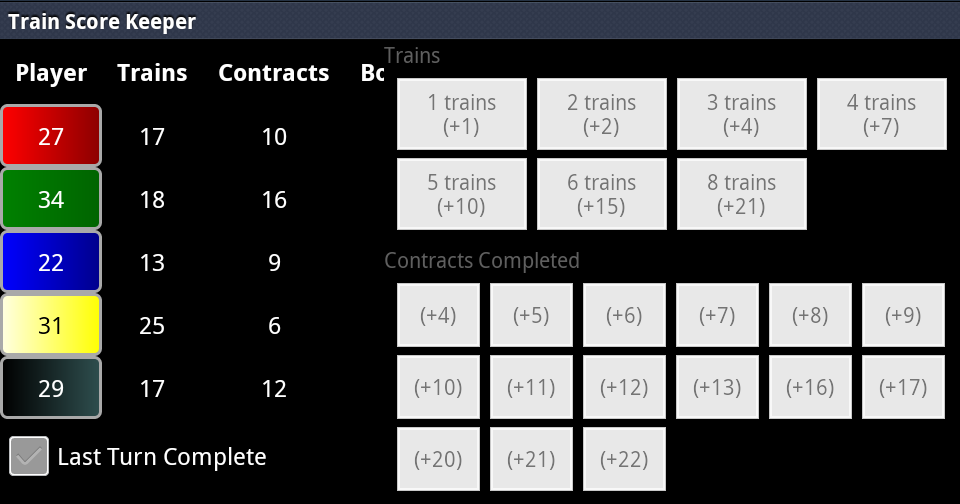 Train Score Keeper
Player Trains Contracts
27 17 10
34 18 16
22 13 9
31 25 6
29 17 12
Last Turn Complete
Trains
1 trains 2 trains 3 trains 4 trains
(+1) (+2) (+4) (+7)
5 trains 6 trains 8 trains
(+10) (+15) (+21)
Contracts Completed
(+4) (+5) (+6) (+7) (+8) (+9)
(+10) (+11) (+12) (+13) (+16) (+17)
(+20) (+21) (+22)